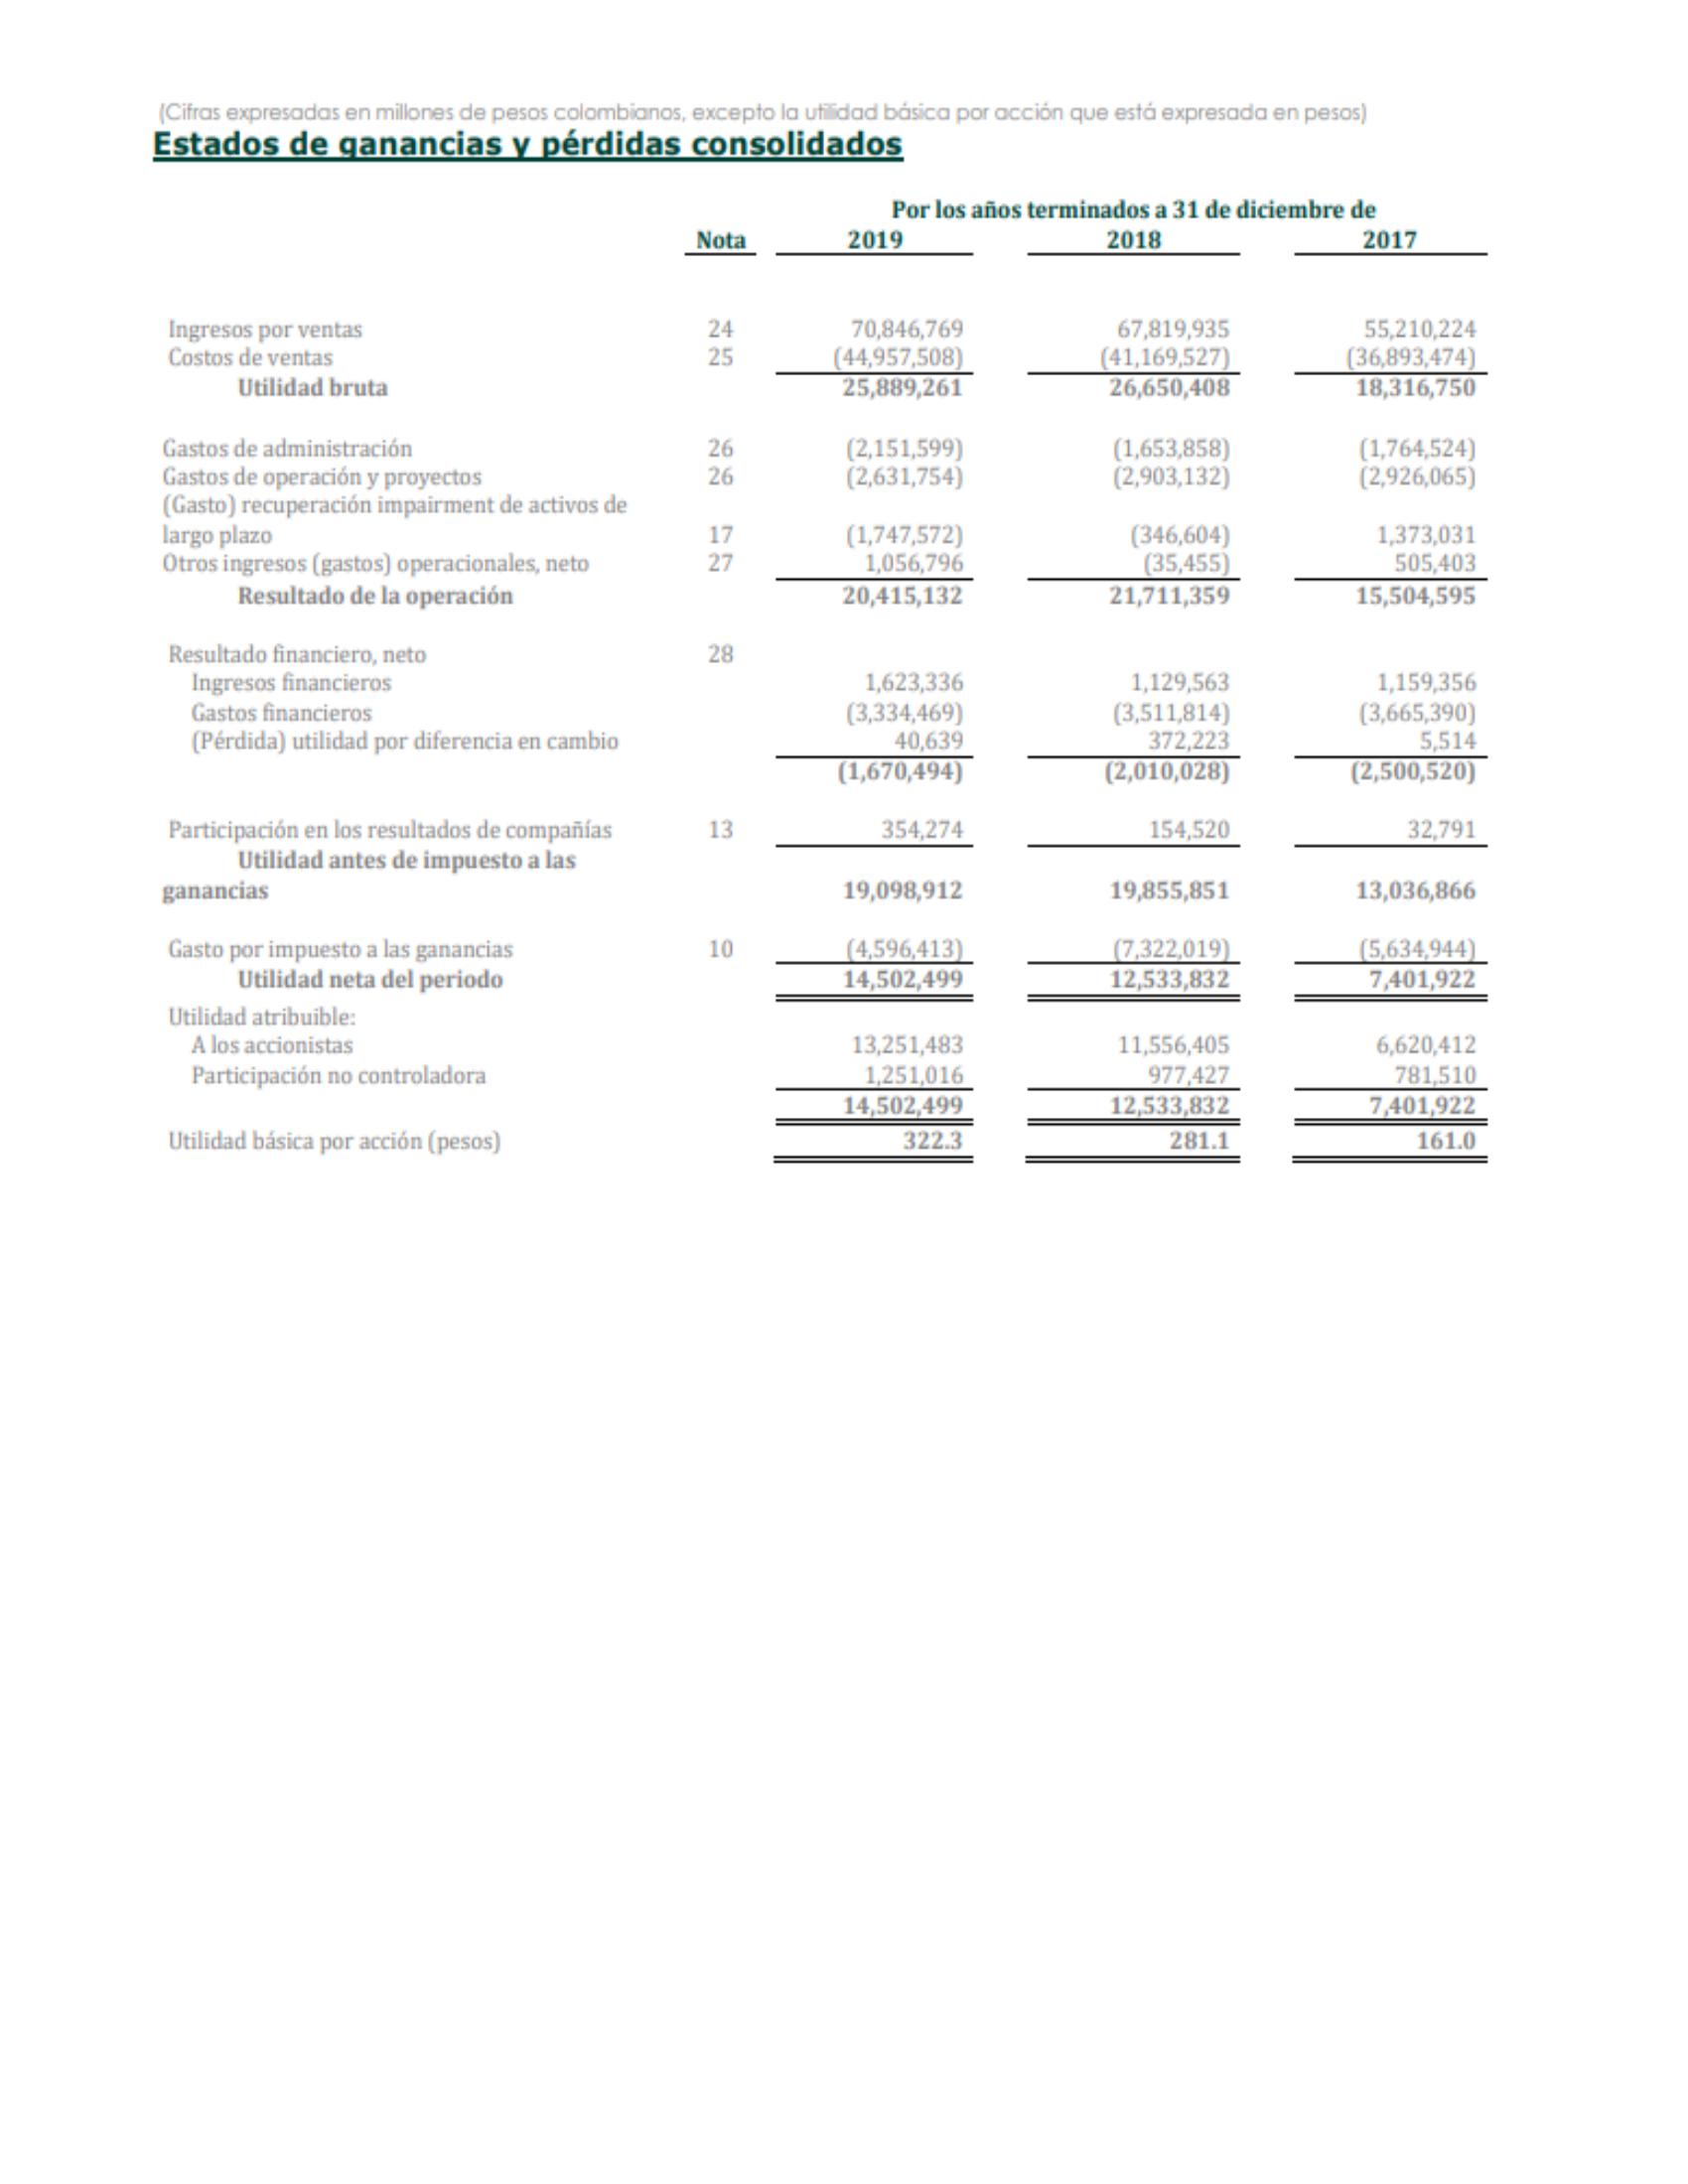 (Cifras expresadas en millones de pesos colombianos, excepto la utilidad básica por acción que está expresada en pesos)
Estados de ganancias y pérdidas consolidados
Por los años terminados a 31 de diciembre de
Nota 2019 2018 2017
Ingresos por ventas 24 70,846,769 67,819,935 55,210,224
Costos de ventas 25 (44,957,508) (41,169,527) (36,893,474)
Utilidad bruta 25,889,261 26,650,408 18,316,750
Gastos de administración 26 (2,151,599) (1,653,858) (1,764,524)
Gastos de operación y proyectos 26 (2,631,754) (2,903,132) (2,926,065)
(Gasto) recuperación impairment de activos de
largo plazo 17 (1,747,572) (346,604) 1,373,031
Otros ingresos (gastos) operacionales, neto 27 1,056,796 (35,455) 505,403
Resultado de la operación 20,415,132 21,711,359 15,504,595
Resultado financiero, neto 28
Ingresos financieros 1,623,336 1,129,563 1,159,356
Gastos financieros (3,334,469) (3,511,814) (3,665,390)
(Pérdida) utilidad por diferencia en cambio 40,639 372,223 5,514
(1,670,494) (2,010,028) (2,500,520)
Participación en los resultados de compañías 13 354,274 154,520 32,791
Utilidad antes de impuesto a las
ganancias 19,098,912 19,855,851 13,036,866
Gasto por impuesto a las ganancias 10 (4,596,413) (7,322,019) (5,634,944)
Utilidad neta del periodo 14,502,499 12,533,832 7,401,922
Utilidad atribuible:
A los accionistas 13,251,483 11,556,405 6,620,412
Participación no controladora 1,251,016 977,427 781,510
14,502,499 12,533,832 7,401,922
Utilidad básica por acción (pesos) 322.3 281.1 161.0